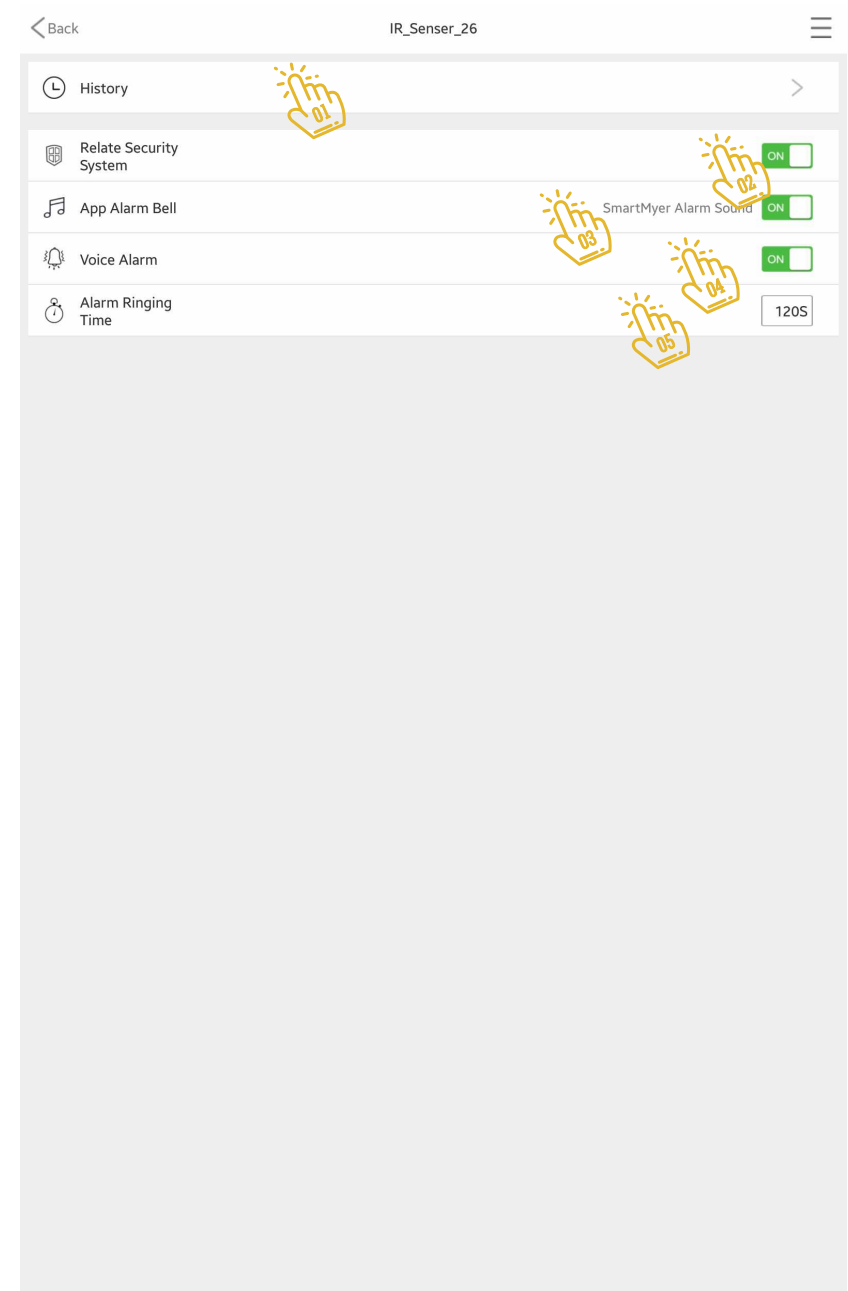 Back
IR_Senser_26
History
01
Relate Security
System
ON
02
App Alarm Bell
SmartMyer Alarm Sound
ON
03
Voice Alarm
ON
04
Alarm Ringing
Time
120S
05